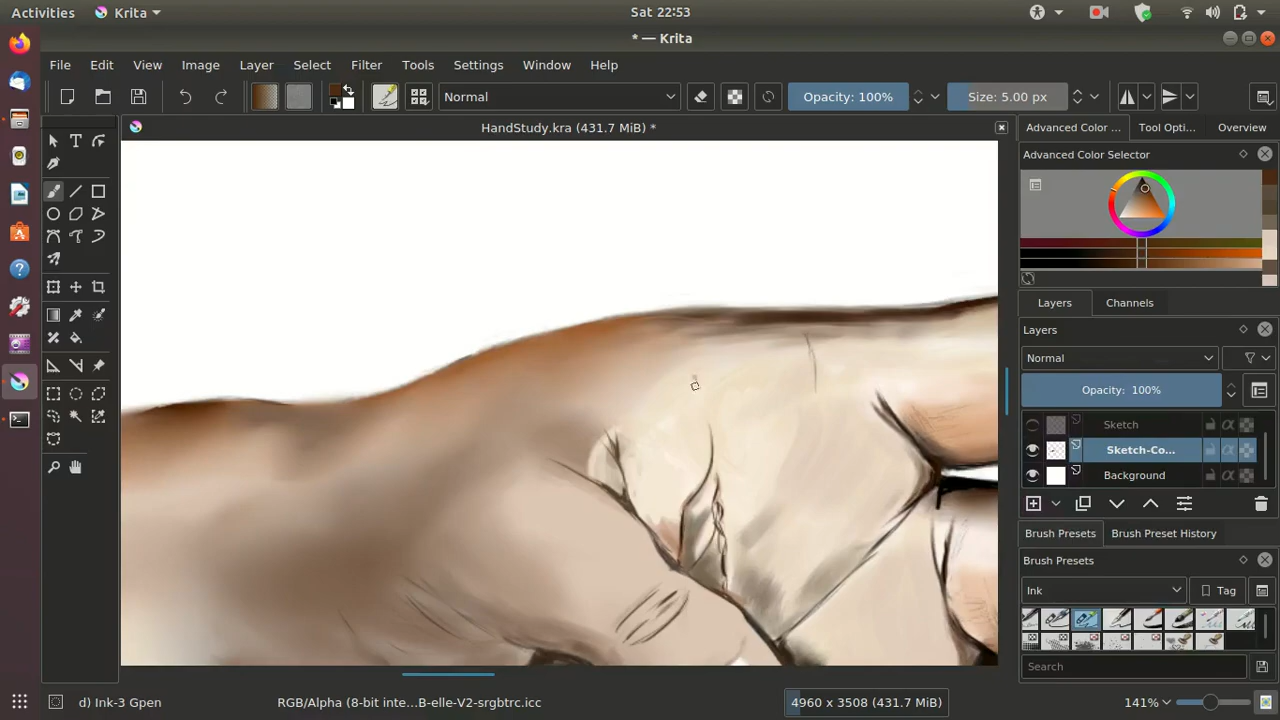 Activities Krita Sat 22:53
* — Krita
File Edit View Image Layer Select Filter Tools Settings Window Help
Normal Opacity: 100% Size: 5.00 px
HandStudy.kra (431.7 MiB) *
Advanced Color ... Tool Opti... Overview
Advanced Color Selector
Layers Channels
Layers
Normal
Opacity: 100%
Sketch
Sketch-Co...
Background
Brush Presets Brush Preset History
Brush Presets
Ink Tag
Search
d) Ink-3 Gpen RGB/Alpha (8-bit inte...B-elle-V2-srgbtrc.icc 4960 x 3508 (431.7 MiB) 141%